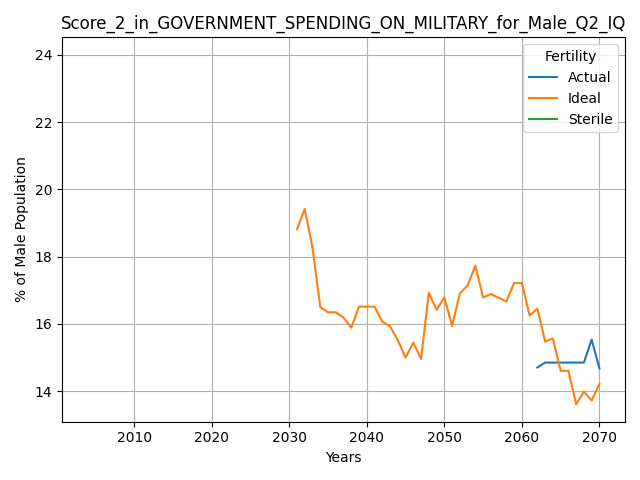 Score_2_in_GOVERNMENT_SPENDING_ON_MILITARY_for_Male_Q2_IQ
Fertility
Actual
Ideal
Sterile
% of Male Population
24
22
20
18
16
14
2010 2020 2030 2040 2050 2060 2070
Years